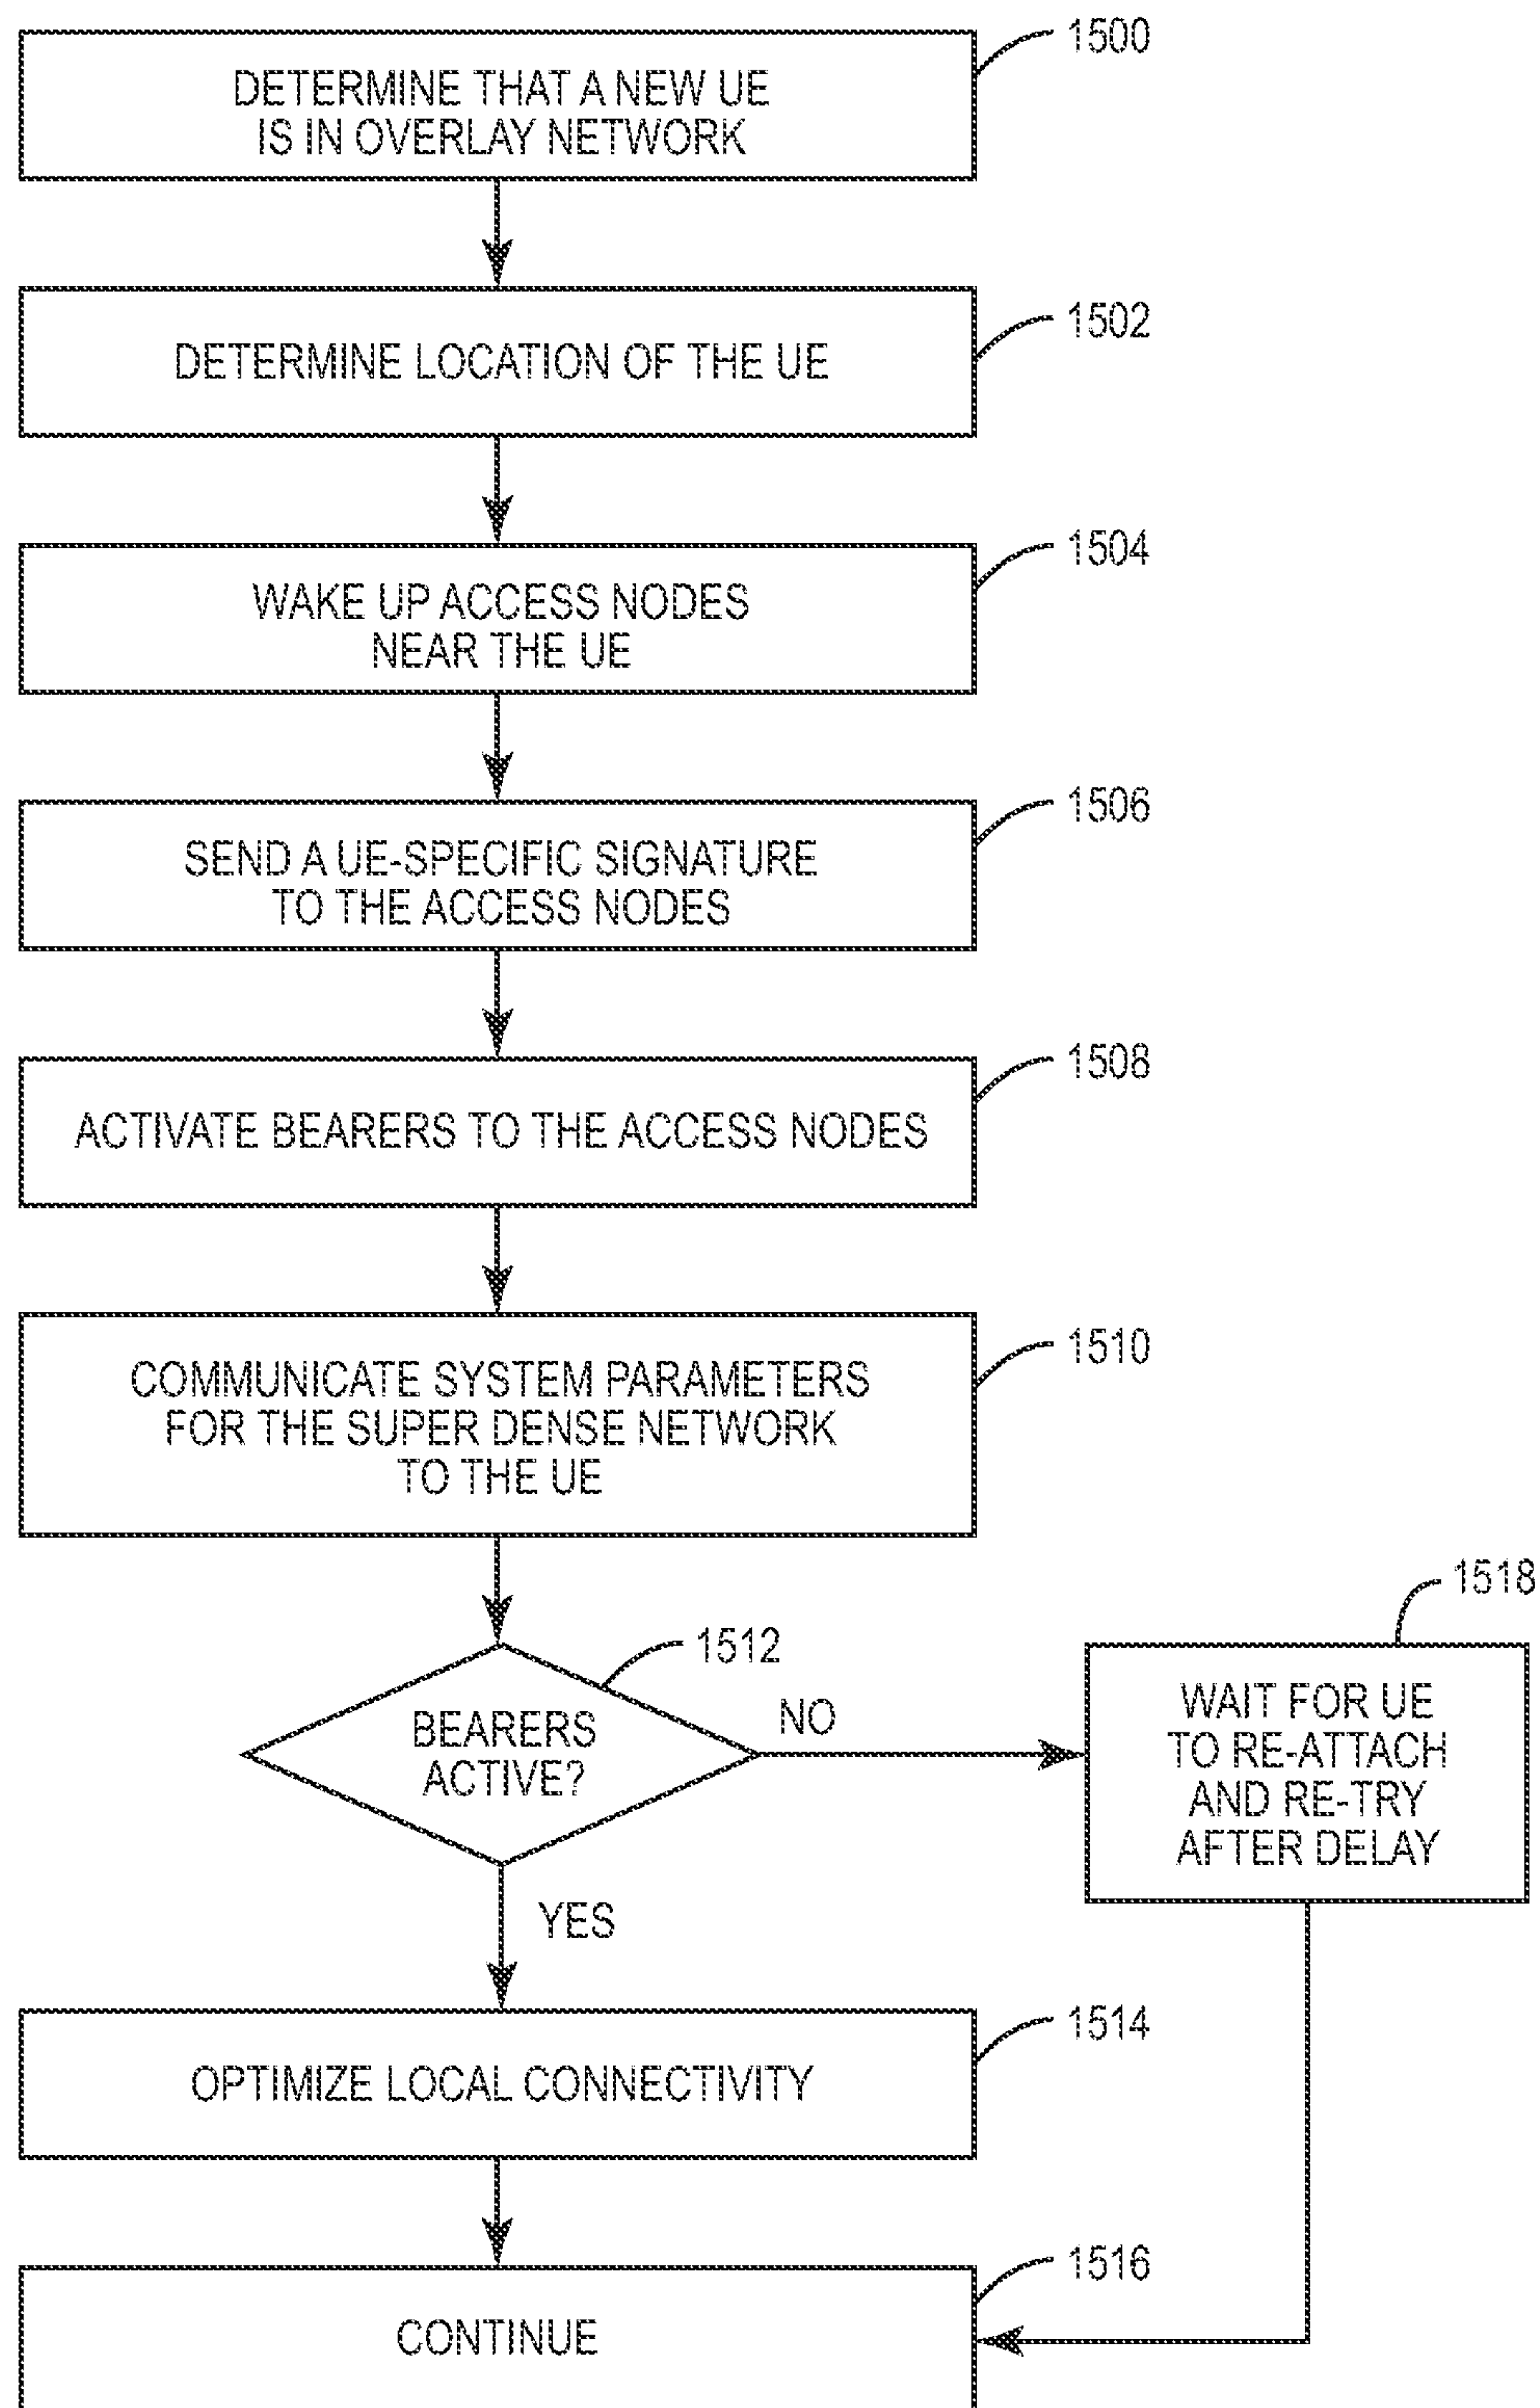 1500
DETERMINE THAT A NEW UE
IS IN OVERLAY NETWORK
1502
DETERMINE LOCATION OF THE UE
1504
WAKE UP ACCESS NODES
NEAR THE UE
1506
SEND A UE-SPECIFIC SIGNATURE
TO THE ACCESS NODES
1508
ACTIVATE BEARERS TO THE ACCESS NODES
1510
COMMUNICATE SYSTEM PARAMETERS
FOR THE SUPER DENSE NETWORK
TO THE UE
1512
BEARERS
ACTIVE?
NO
1518
WAIT FOR UE
TO RE-ATTACH
AND RE-TRY
AFTER DELAY
YES
1514
OPTIMIZE LOCAL CONNECTIVITY
1516
CONTINUE